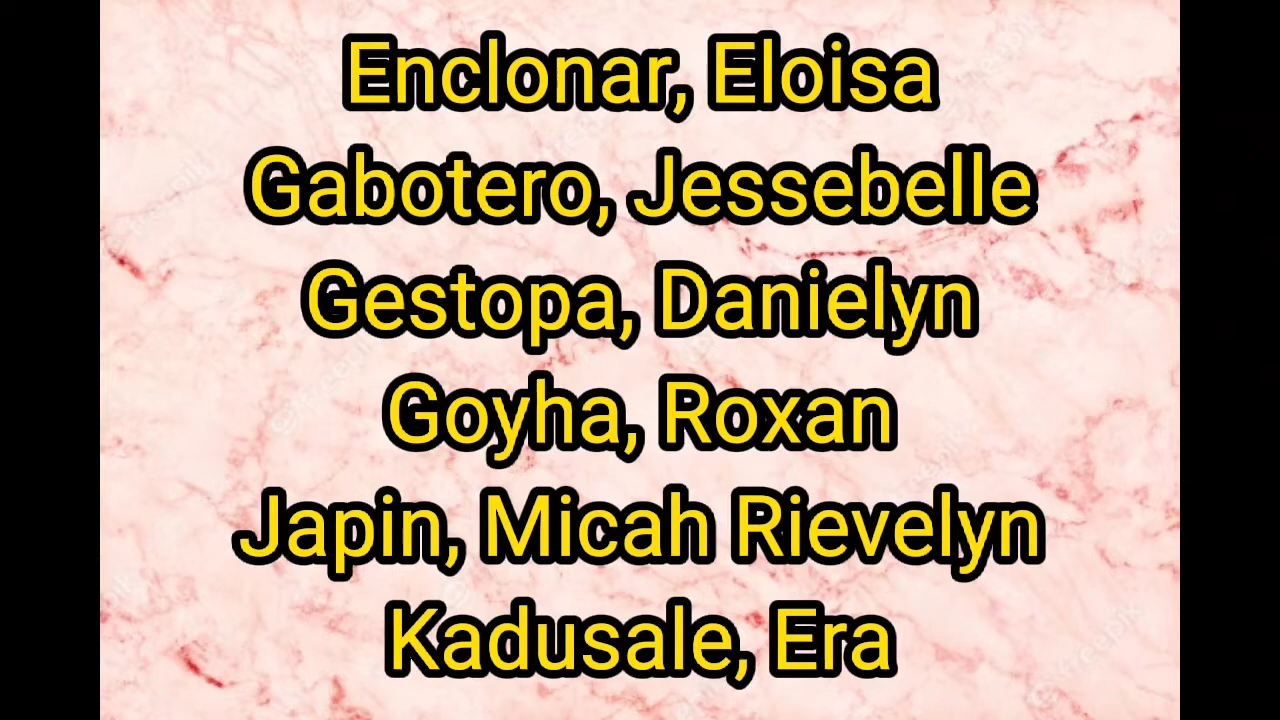 Enclonar, Eloisa
Gabotero, Jessebelle
Gestopa, Danielyn
Goyha, Roxan
Japin, Micah Rievelyn
Kadusale, Era